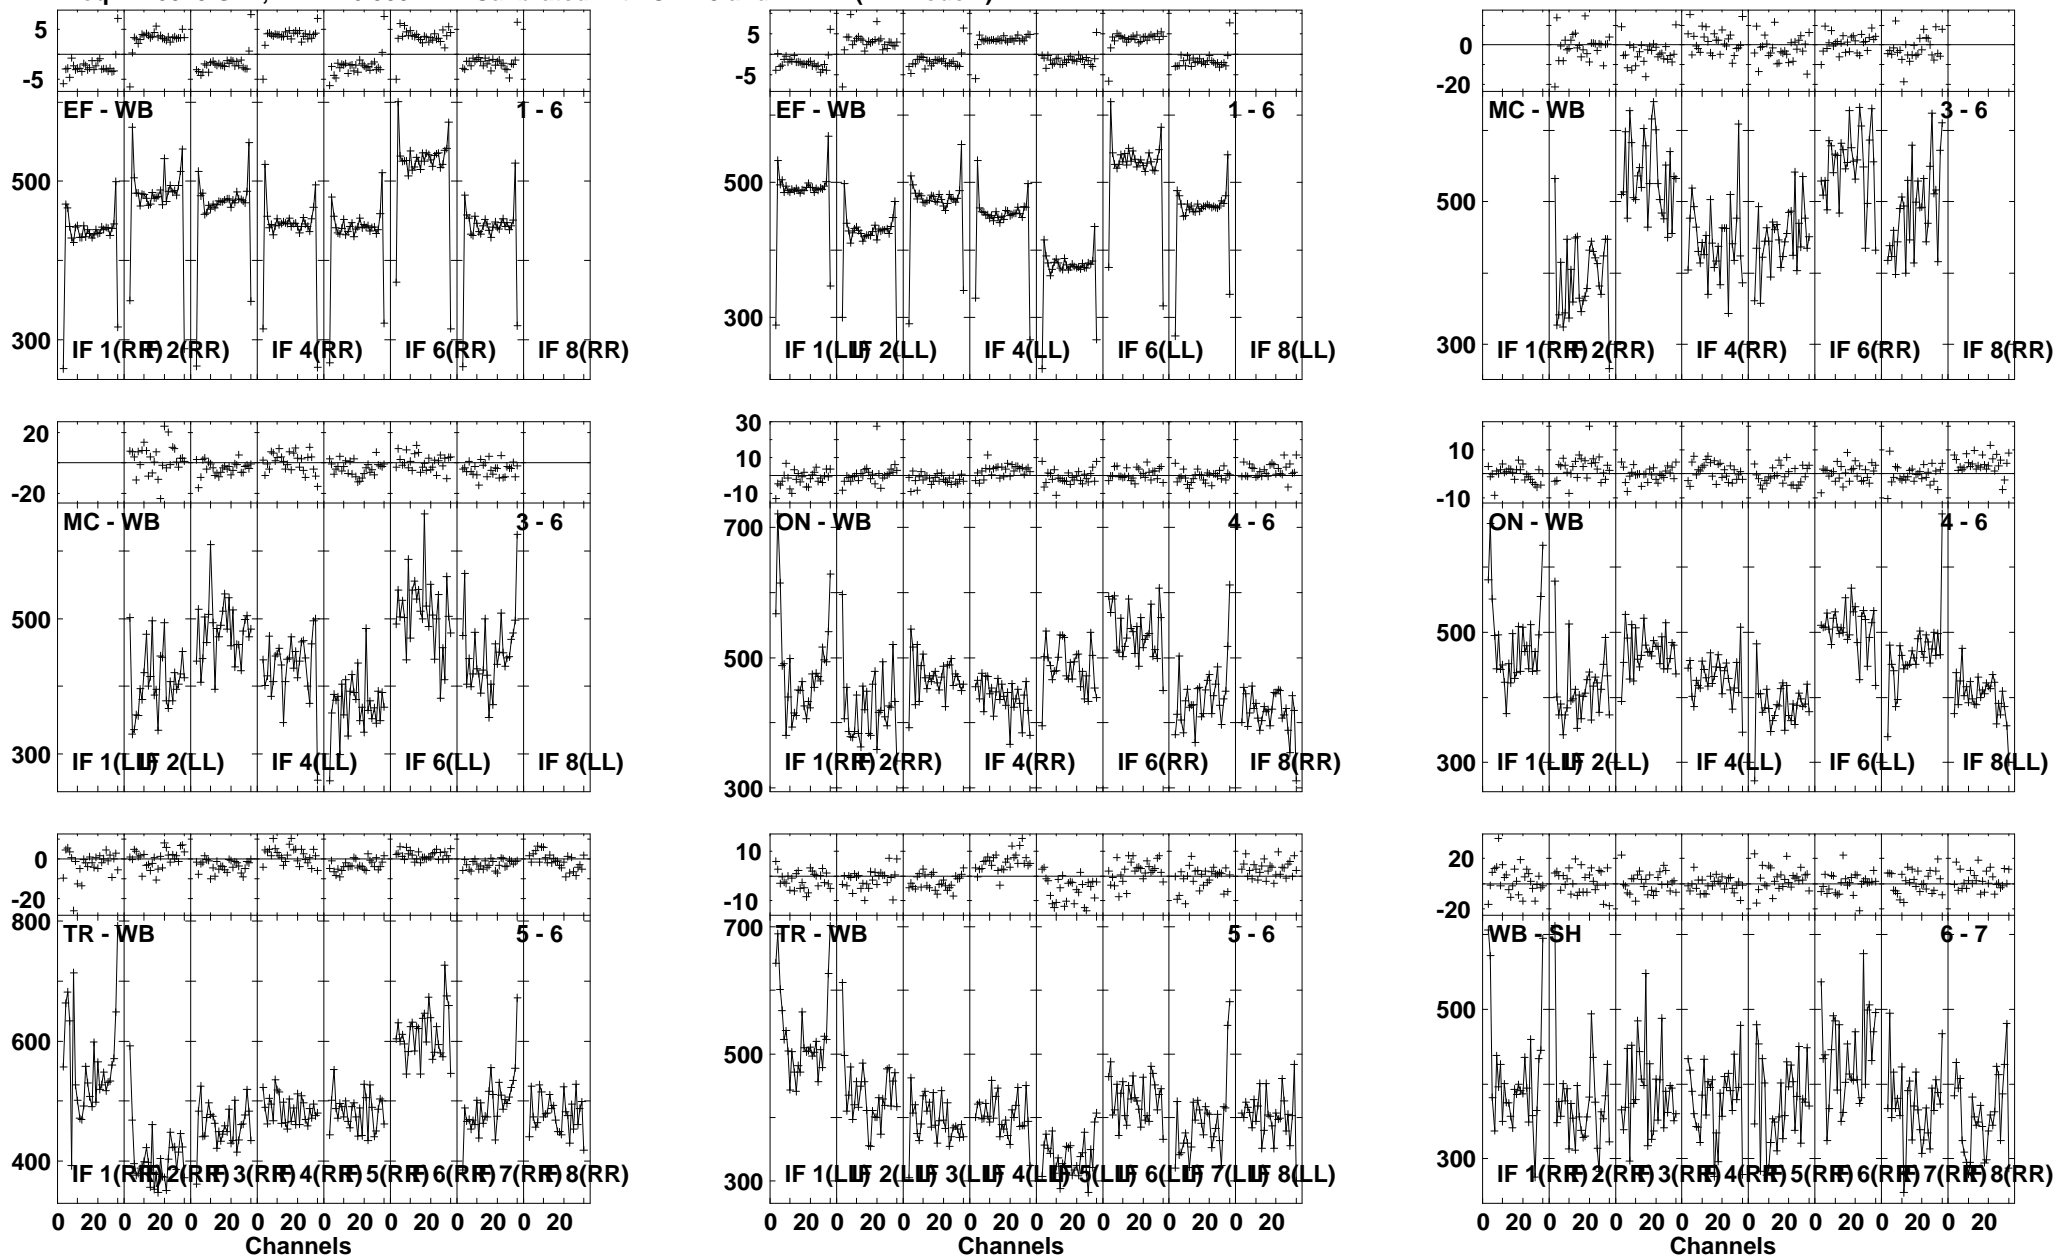 5
-5
EF - WB 1 - 6
500
300
IF 1(RR) IF 2(RR) IF 4(RR) IF 6(RR) IF 8(RR)
5
-5
EF - WB 1 - 6
500
300
IF 1(LL) IF 2(LL) IF 4(LL) IF 6(LL) IF 8(LL)
0
-20
MC - WB 3 - 6
500
300
IF 1(RR) IF 2(RR) IF 4(RR) IF 6(RR) IF 8(RR)
20
-20
MC - WB 3 - 6
500
300
IF 1(LL) IF 2(LL) IF 4(LL) IF 6(LL) IF 8(LL)
30
10
-10
ON - WB 4 - 6
700
500
300
IF 1(RR) IF 2(RR) IF 4(RR) IF 6(RR) IF 8(RR)
10
-10
ON - WB 4 - 6
500
300
IF 1(LL) IF 2(LL) IF 4(LL) IF 6(LL) IF 8(LL)
0
-20
800
TR - WB 5 - 6
600
400
IF 1(RR) IF 2(RR) IF 3(RR) IF 4(RR) IF 5(RR) IF 6(RR) IF 7(RR) IF 8(RR)
0 20 0 20 0 20 0 20 0 20 0 20 0 20 0 20
Channels
10
-10
700
TR - WB 5 - 6
500
300
IF 1(LL) IF 2(LL) IF 3(LL) IF 4(LL) IF 5(LL) IF 6(LL) IF 7(LL) IF 8(LL)
0 20 0 20 0 20 0 20 0 20 0 20 0 20 0 20
Channels
20
-20
WB - SH 6 - 7
500
300
IF 1(RR) IF 2(RR) IF 3(RR) IF 4(RR) IF 5(RR) IF 6(RR) IF 7(RR) IF 8(RR)
0 20 0 20 0 20 0 20 0 20 0 20 0 20 0 20
Channels